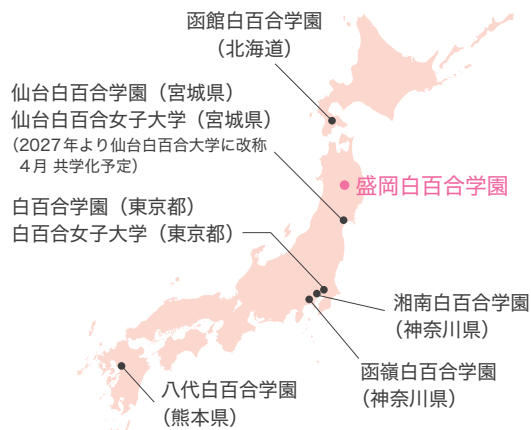 函館白百合学園
（北海道）
仙台白百合学園（宮城県）
仙台白百合女子大学（宮城県）
（2027年より仙台白百合大学に改称
4月 共学化予定）
盛岡白百合学園
白百合学園（東京都）
白百合女子大学（東京都）
湘南白百合学園
（神奈川県）
函嶺白百合学園
（神奈川県）
八代白百合学園
（熊本県）